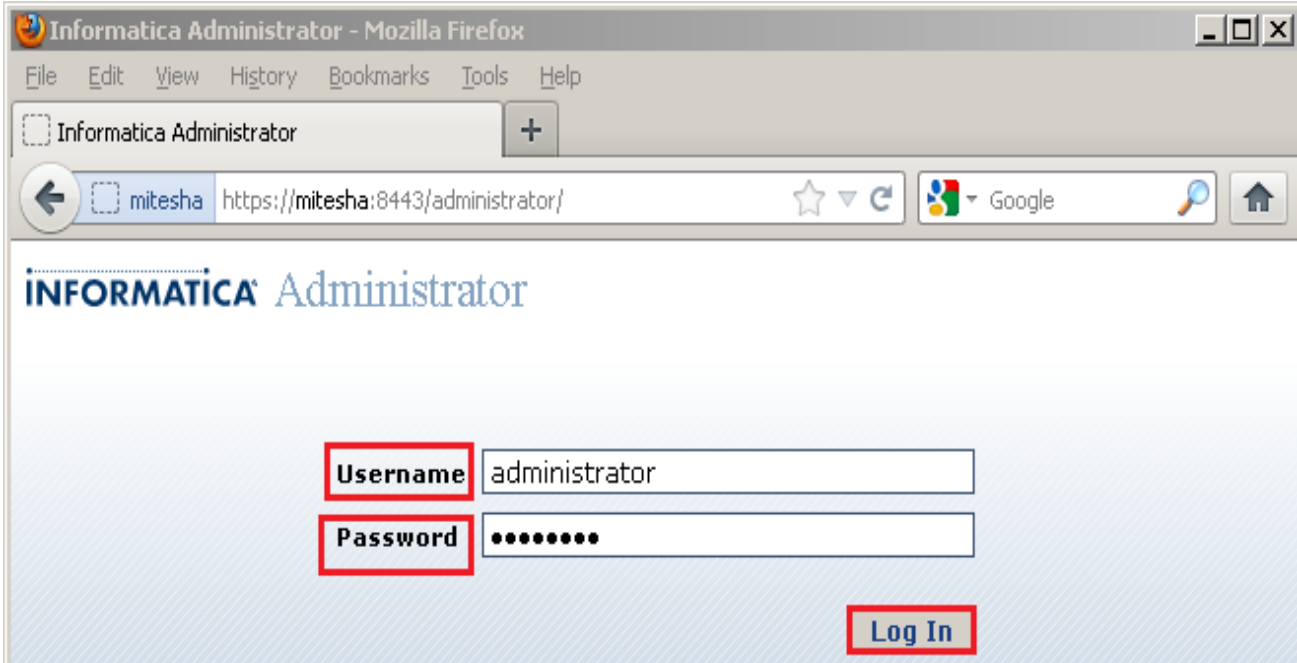 Informatica Administrator - Mozilla Firefox
File Edit View History Bookmarks Tools Help
Informatica Administrator +
mitesha https://mitesha:8443/administrator/ Google
INFORMATICA Administrator
Username administrator
Password ••••••••
Log In